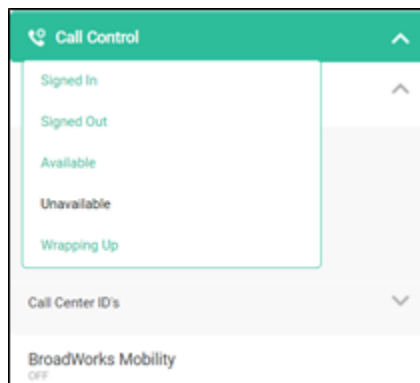 Call Control
Signed In
Signed Out
Available
Unavailable
Wrapping Up
Call Center ID's
BroadWorks Mobility
OFF